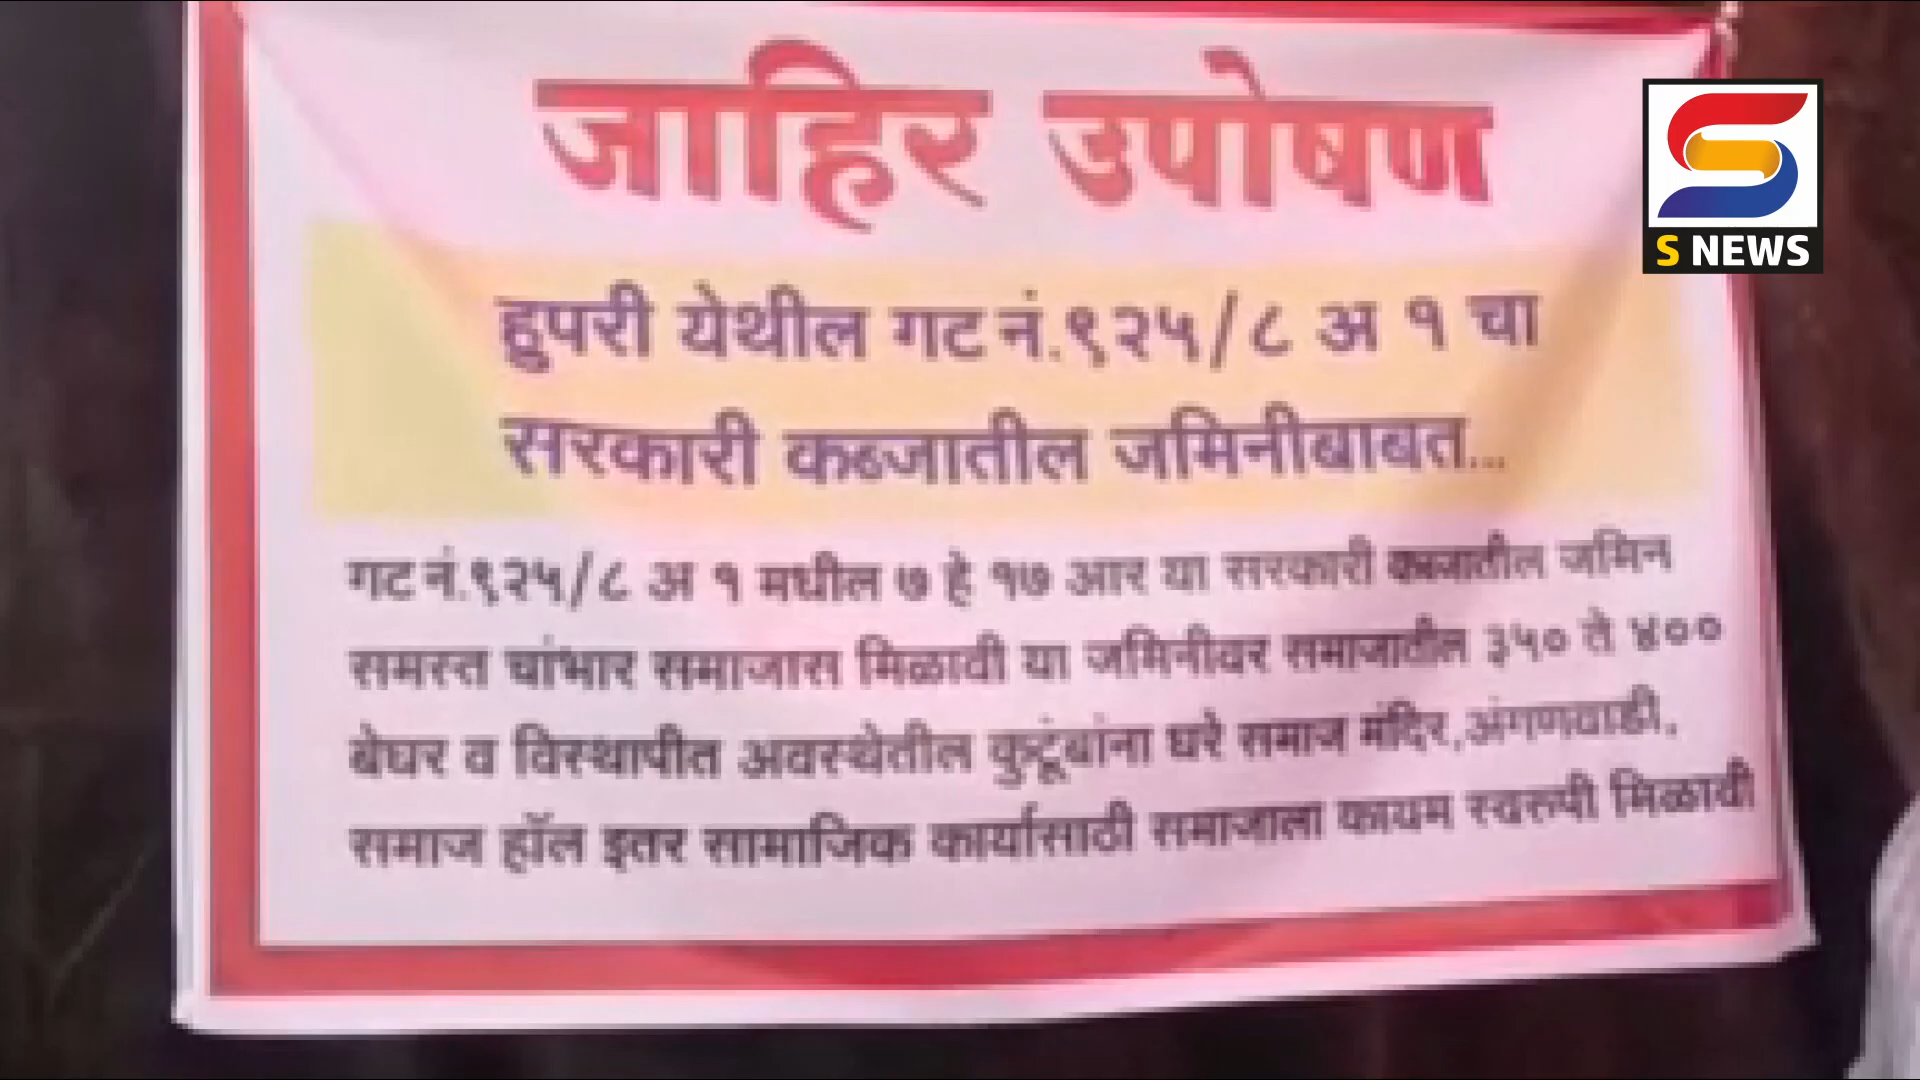 जाहिर उपोषण
S NEWS
हुपरी येथील गट नं.९२५/८ अ १ चा
सरकारी कब्जातील जमिनीबाबत...
गट नं.९२५/८ अ १ मधील ७ हे १७ आर या सरकारी कब्जातील जमिन
समस्त चांभार समाजास मिळावी या जमिनीवर समाजातील ३५० ते ४००
बेघर व विस्थापीत अवस्थेतील कुटूंबांना घरे समाज मंदिर,अंगणवाडी,
समाज हॉल इतर सामाजिक कार्यासाठी समाजाला कायम स्वरुपी मिळावी